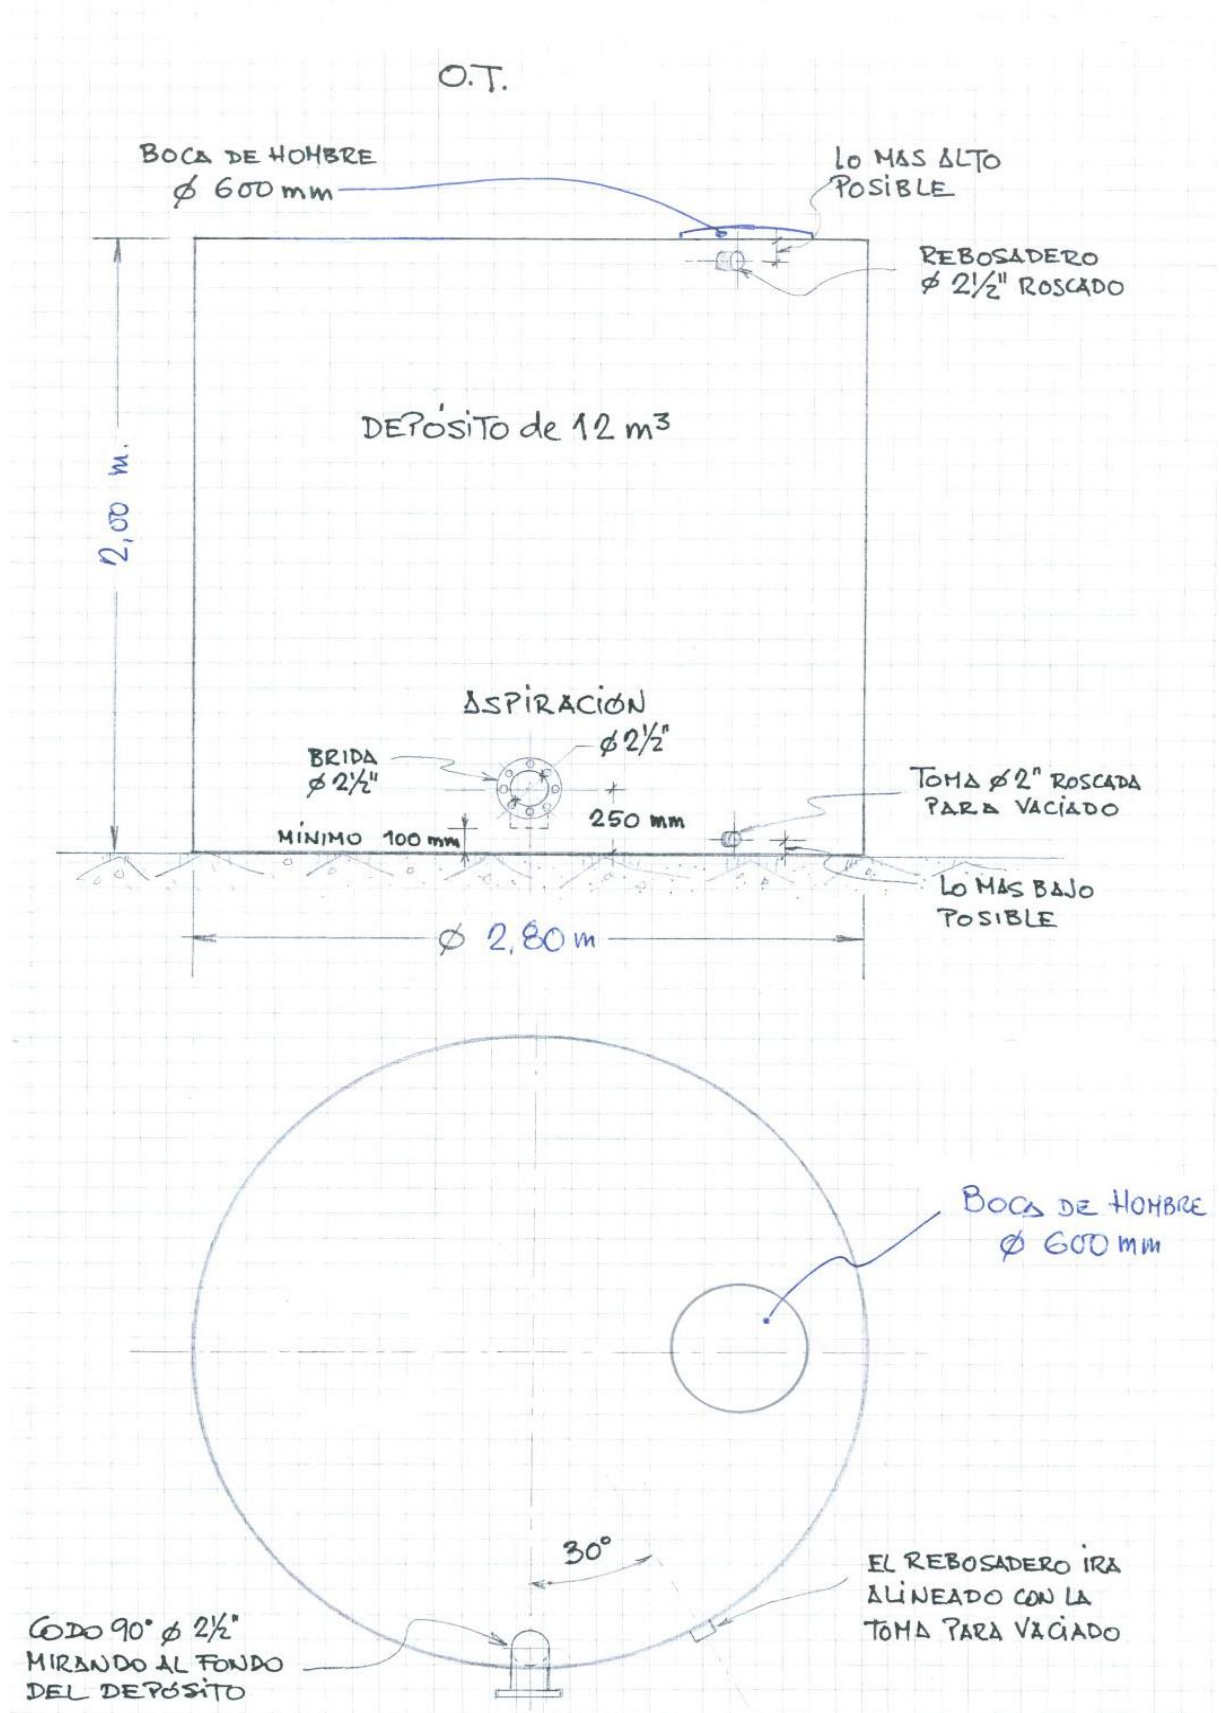 O.T.
BOCA DE HOMBRE
Ø 600 mm
LO MAS ALTO
POSIBLE
REBOSADERO
Ø 2½" ROSCADO
DEPÓSITO de 12 m³
2,00 m.
ASPIRACIÓN
Ø 2½"
BRIDA
Ø 2½"
250 mm
MÍNIMO 100 mm
TOMA Ø 2" ROSCADA
PARA VACIADO
LO MAS BAJO
POSIBLE
Ø 2,80 m
BOCA DE HOMBRE
Ø 600 mm
30°
EL REBOSADERO IRA
ALINEADO CON LA
TOMA PARA VACIADO
CODO 90° Ø 2½"
MIRANDO AL FONDO
DEL DEPÓSITO